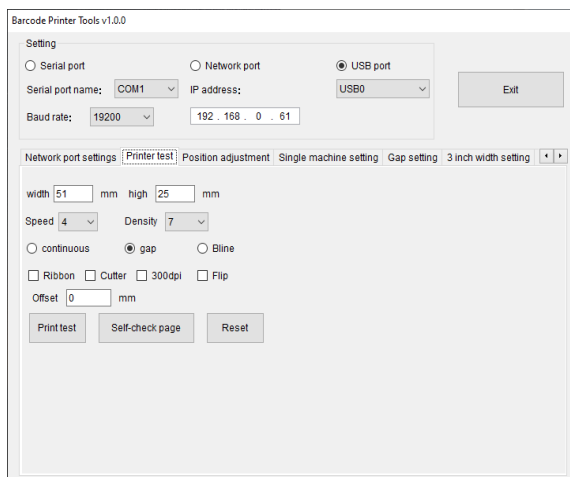 Barcode Printer Tools v1.0.0
Setting
Serial port Network port USB port
Serial port name: COM1 IP address: USB0 Exit
Baud rate: 19200 192 . 168 . 0 . 61
Network port settings Printer test Position adjustment Single machine setting Gap setting 3 inch width setting
width 51 mm high 25 mm
Speed 4 Density 7
continuous gap Bline
Ribbon Cutter 300dpi Flip
Offset 0 mm
Print test Self-check page Reset